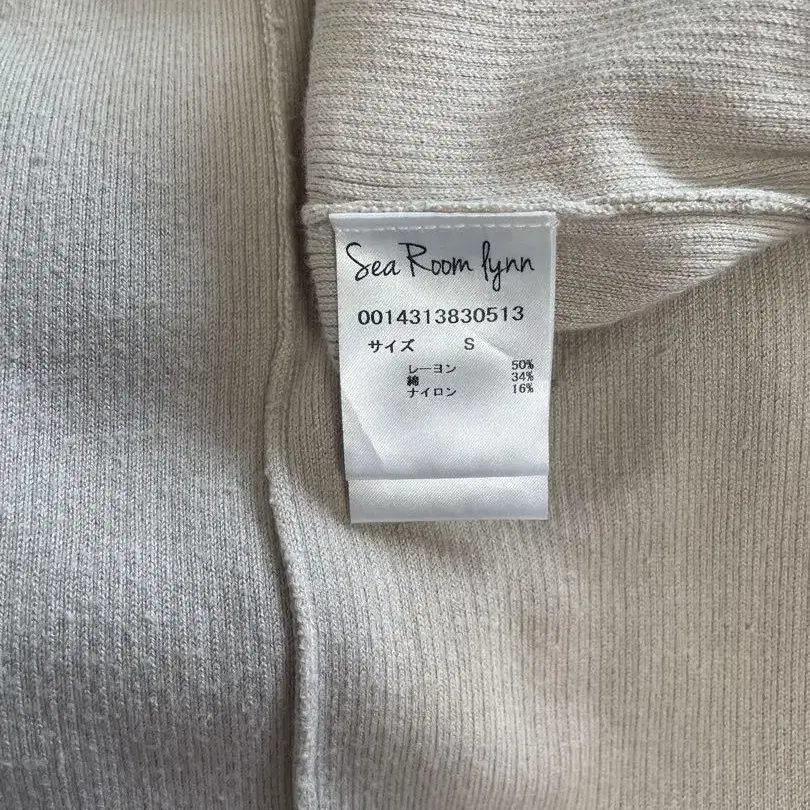 Sea Room lynn
0014313830513
サイズ S
レーヨン 50%
綿 34%
ナイロン 16%